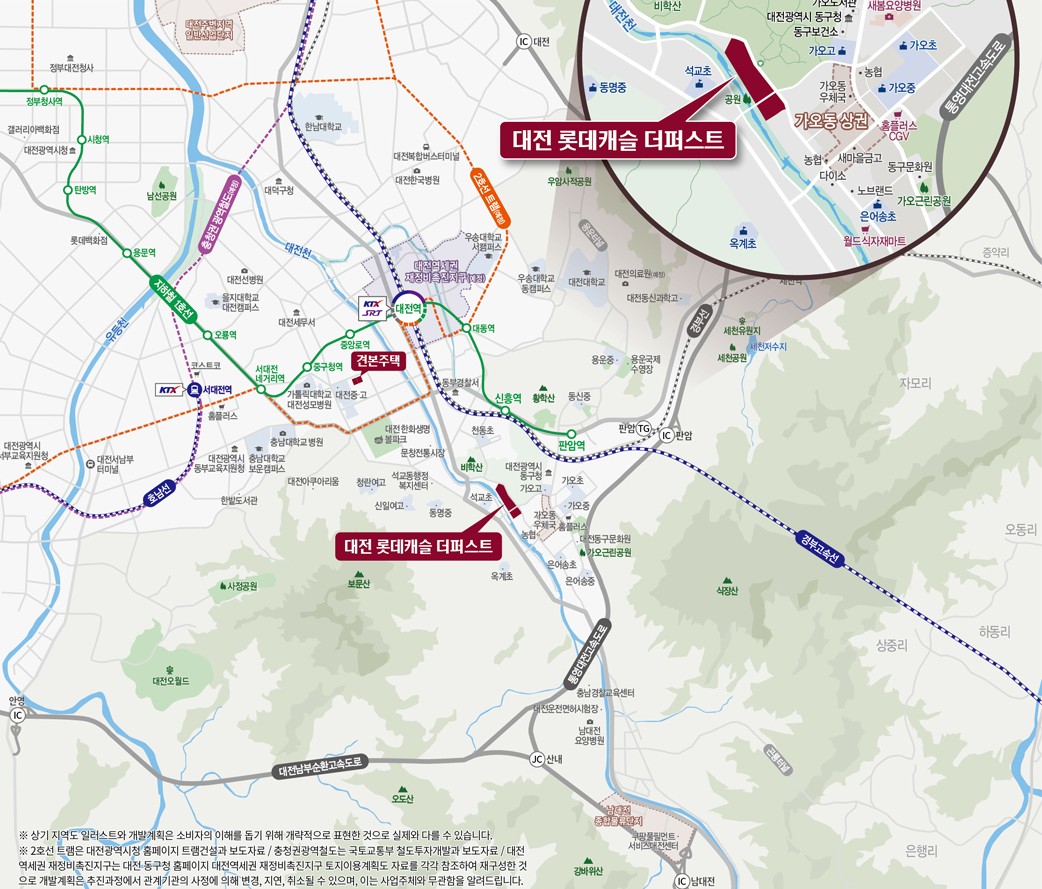 비학산
가오도서관
새봄요양병원
대전광역시 동구청
동구보건소
대전천
가오고
가오초
농협
석교초
동명중
공원
가오동
우체국
가오중
통영대전고속도로
대전 롯데캐슬 더퍼스트
가오동 상권
홈플러스
CGV
농협
새마을금고
다이소
동구문화원
노브랜드
가오근린공원
은어송초
옥계초
월드식자재마트
대전주변지역
일반산업단지
IC 대전
정부대전청사
정부청사역
갤러리아백화점
시청역
대전광역시청
한남대학교
대전복합버스터미널
대전한국병원
2호선 트램(예정)
우암사적공원
탄방역
남선공원
충청권 광역철도(예정)
대덕구청
롯데백화점
용문역
대전천
대전역세권
재정비촉진지구(예정)
우송대학교
서캠퍼스
지하철 1호선
대전선병원
을지대학교
대전캠퍼스
대전세무서
유등천
오룡역
KTX
SRT
대전역
대동역
우송대학교
동캠퍼스
대전대학교
대전의료원(예정)
대전동신과학고
경부선
세천역
증약리
세천유원지
세천공원
세천저수지
중앙로역
견본주택
코스트코
서대전
네거리역
중구청역
KTX 서대전역
홈플러스
가톨릭대학교
대전성모병원
대전중·고
동부경찰서
신흥역
황학산
용운중
용운국제
수영장
동신중
자모리
판암역
판암 TG
IC 판암
대전광역시
서부교육지원청
대전서남부
터미널
충남대학교 병원
대전광역시
동부교육지원청
충남대학교
보운캠퍼스
대전 한화생명
볼파크
문창전통시장
천동초
호남선
한밭도서관
대전아쿠아리움
청란여고
석교동행정
복지센터
비학산
대전광역시
동구청
가오고
가오초
신일여고
동명중
석교초
가오중
가오동
우체국
홈플러스
농협
대전동구문화원
가오근린공원
대전 롯데캐슬 더퍼스트
은어송초
은어송중
옥계초
경부고속선
오동리
사정공원
보문산
식장산
하동리
상중리
대전오월드
통영대전고속도로
안영
IC
충남경찰교육센터
대전운전면허시험장
남대전
요양병원
JC 산내
대전남부순환고속도로
곤룡터널
오도산
남대전
종합물류단지
쿠팡풀필먼트
서비스대전센터
강바위산
은행리
IC 남대전
※ 상기 지역도 일러스트와 개발계획은 소비자의 이해를 돕기 위해 개략적으로 표현한 것으로 실제와 다를 수 있습니다.
※ 2호선 트램은 대전광역시청 홈페이지 트램건설과 보도자료 / 충청권광역철도는 국토교통부 철도투자개발과 보도자료 / 대전
역세권 재정비촉진지구는 대전 동구청 홈페이지 대전역세권 재정비촉진지구 토지이용계획도 자료를 각각 참조하여 재구성한 것
으로 개발계획은 추진과정에서 관계기관의 사정에 의해 변경, 지연, 취소될 수 있으며, 이는 사업주체와 무관함을 알려드립니다.